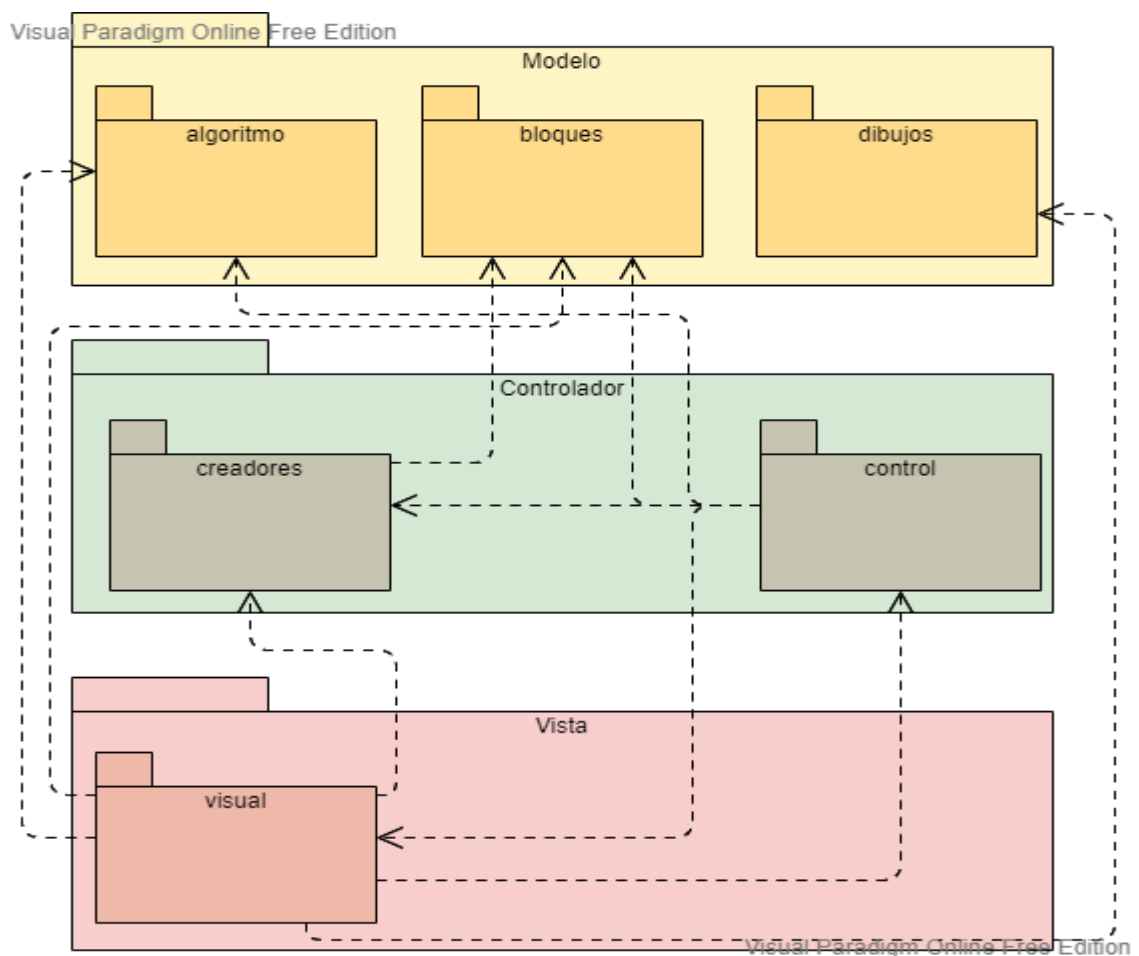 Visual Paradigm Online Free Edition
Modelo
algoritmo
bloques
dibujos
Controlador
creadores
control
Vista
visual
Visual Paradigm Online Free Edition